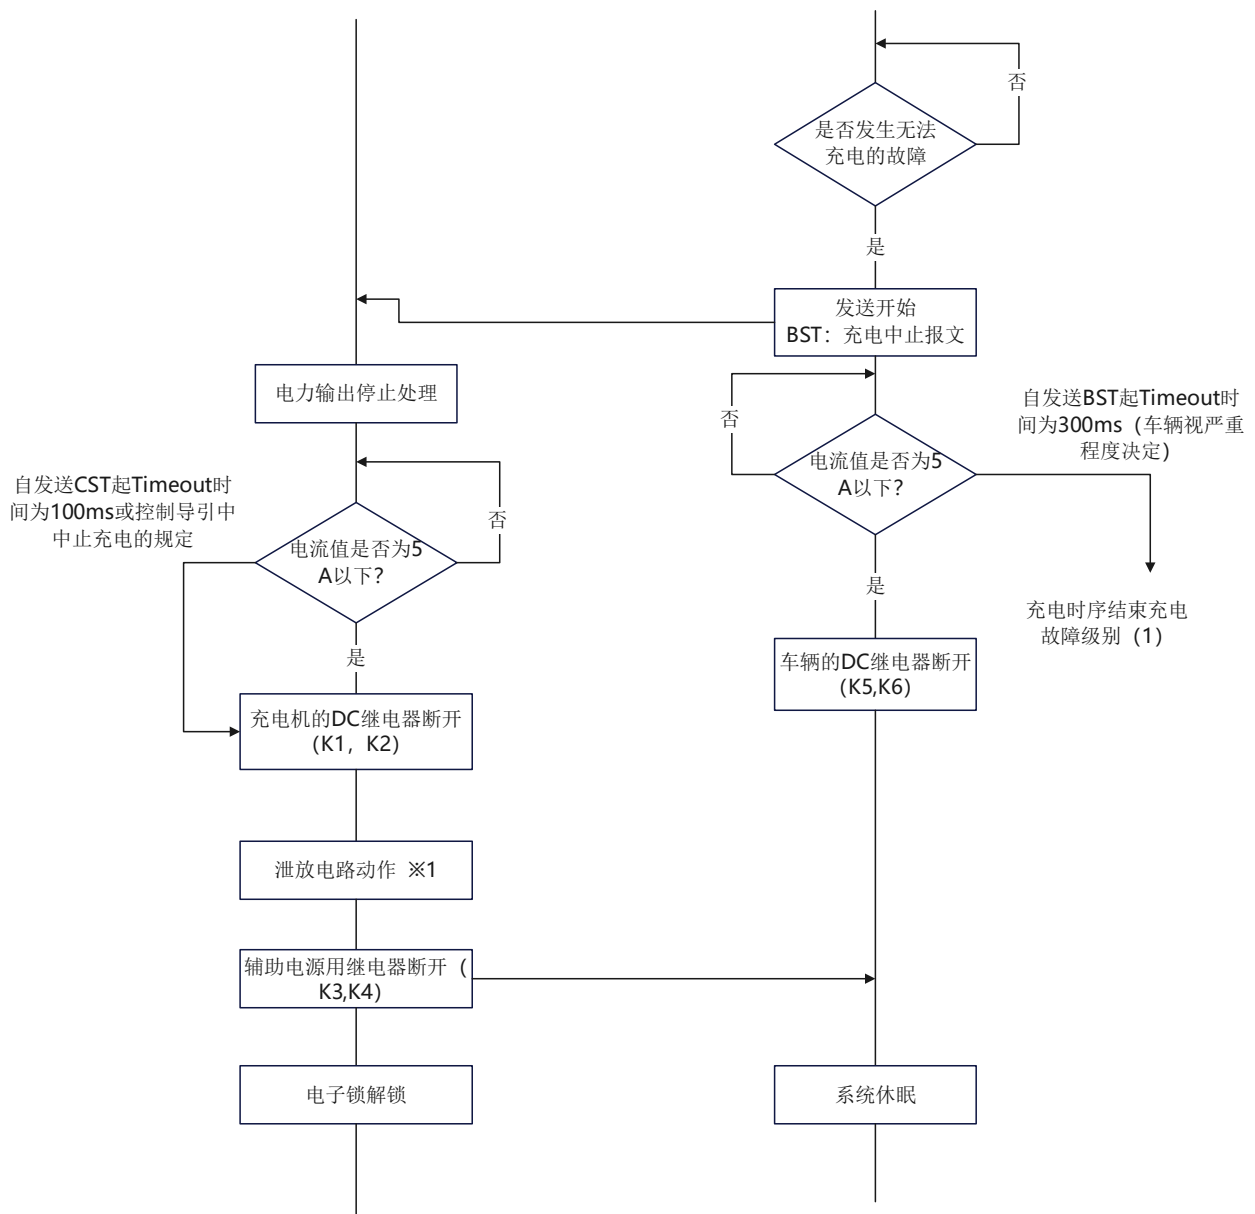 否
是否发生无法
充电的故障
是
发送开始
BST：充电中止报文
电力输出停止处理
否
自发送BST起Timeout时
间为300ms（车辆视严重
程度决定）
电流值是否为5
A以下？
自发送CST起Timeout时
间为100ms或控制导引中
中止充电的规定
否
电流值是否为5
A以下？
是
充电时序结束充电
故障级别（1）
车辆的DC继电器断开
（K5,K6）
是
充电机的DC继电器断开
（K1，K2）
泄放电路动作 ※1
辅助电源用继电器断开（
K3,K4）
电子锁解锁
系统休眠